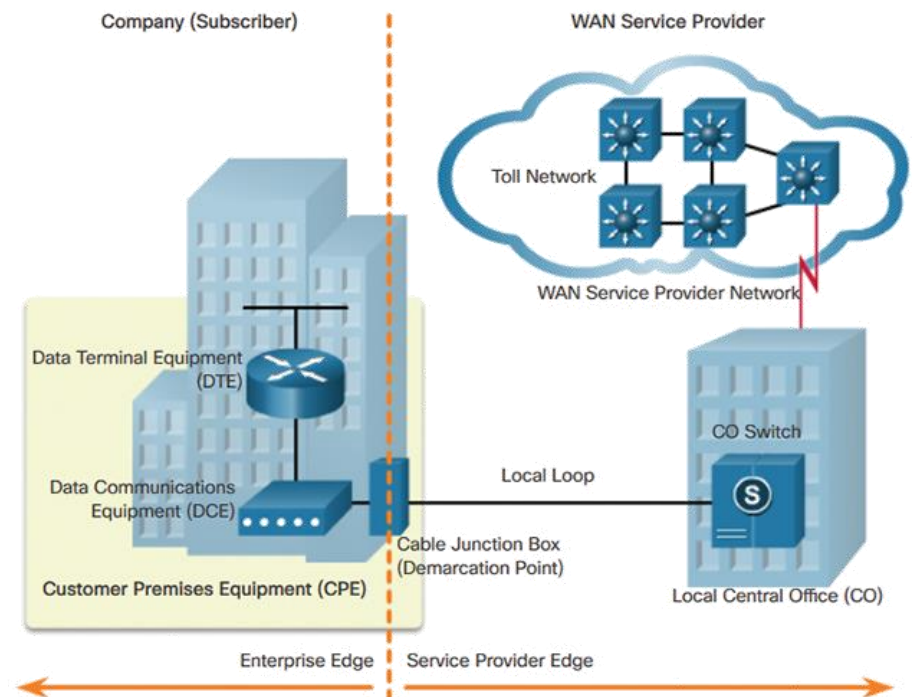 Company (Subscriber)
WAN Service Provider
Toll Network
WAN Service Provider Network
Data Terminal Equipment
(DTE)
CO Switch
S
Local Loop
Data Communications
Equipment (DCE)
Cable Junction Box
(Demarcation Point)
Customer Premises Equipment (CPE)
Local Central Office (CO)
Enterprise Edge
Service Provider Edge